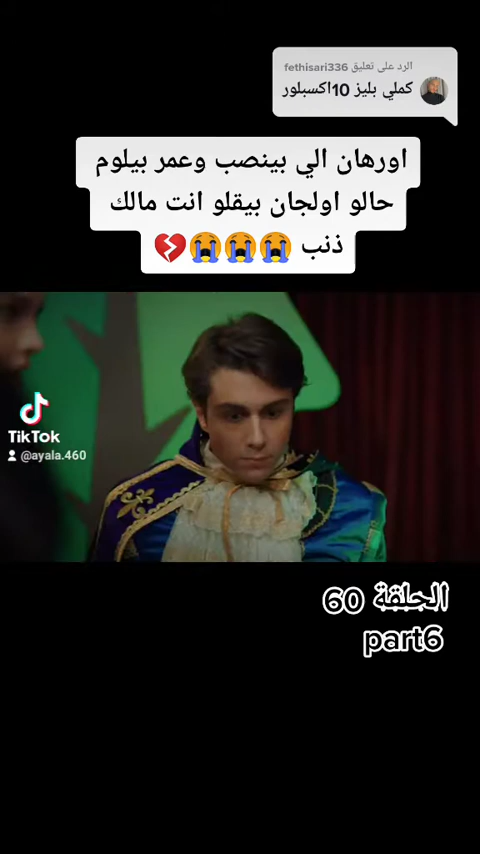 الرد على تعليق fethisari336
كملي بليز 10اكسبلور
اورهان الي بينصب وعمر بيلوم
حالو اولجان بيقلو انت مالك
ذنب 😭😭😭💔
TikTok
@ayala.460
الحلقة 60
part6